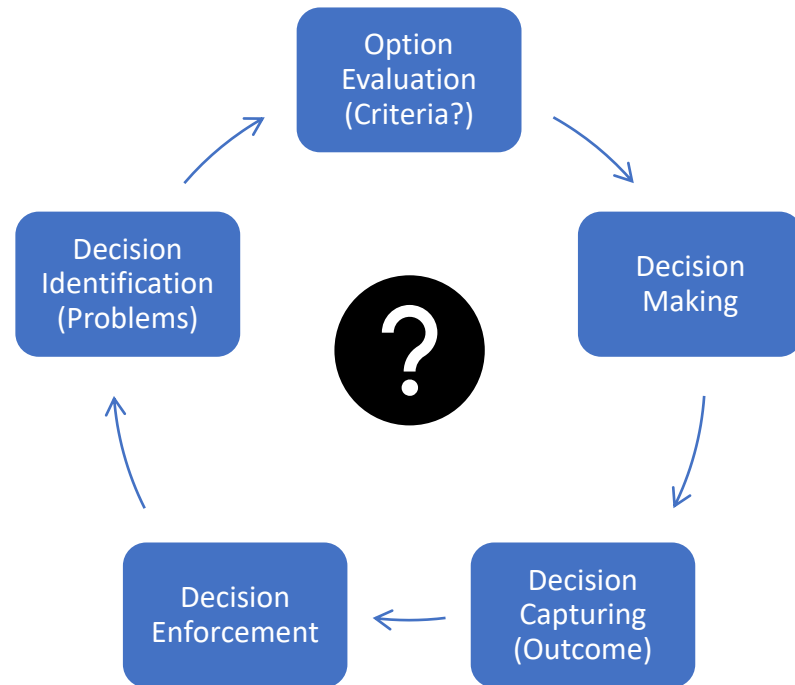 Option
Evaluation
(Criteria?)
Decision
Making
Decision
Capturing
(Outcome)
Decision
Enforcement
Decision
Identification
(Problems)
?